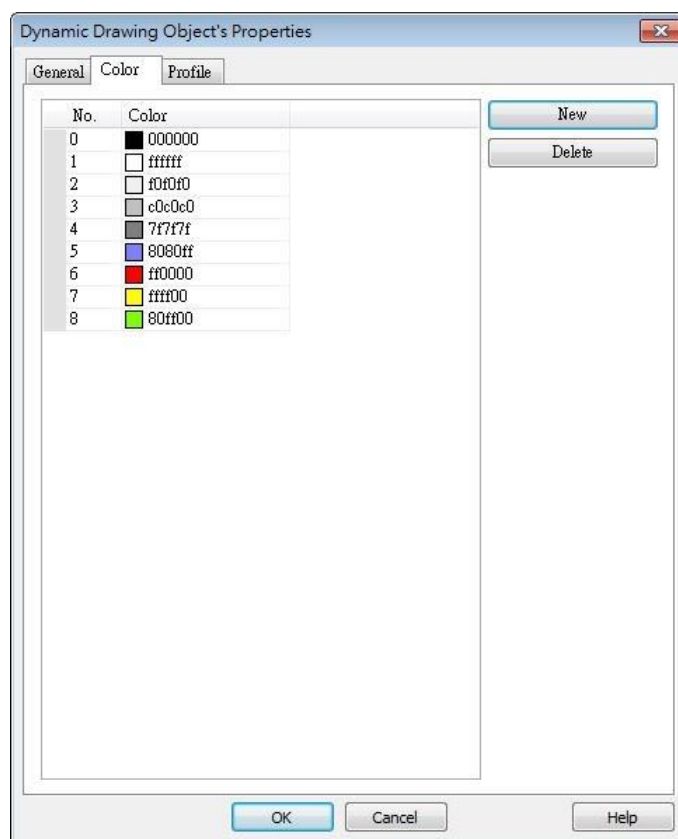 Dynamic Drawing Object's Properties
General Color Profile
No. Color
0 000000
1 ffffff
2 f0f0f0
3 c0c0c0
4 7f7f7f
5 8080ff
6 ff0000
7 ffff00
8 80ff00
New
Delete
OK Cancel Help